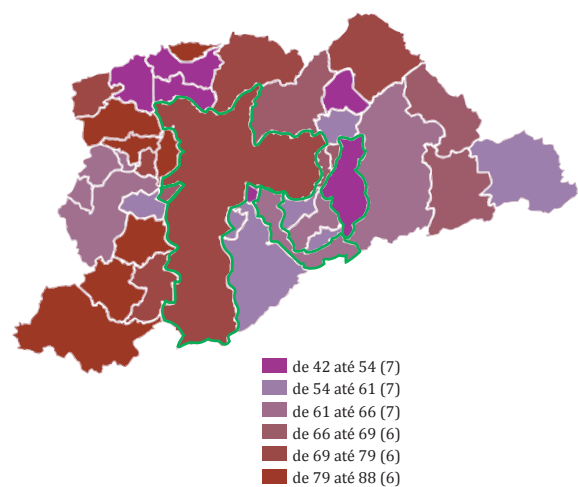 de 42 até 54 (7)
de 54 até 61 (7)
de 61 até 66 (7)
de 66 até 69 (6)
de 69 até 79 (6)
de 79 até 88 (6)